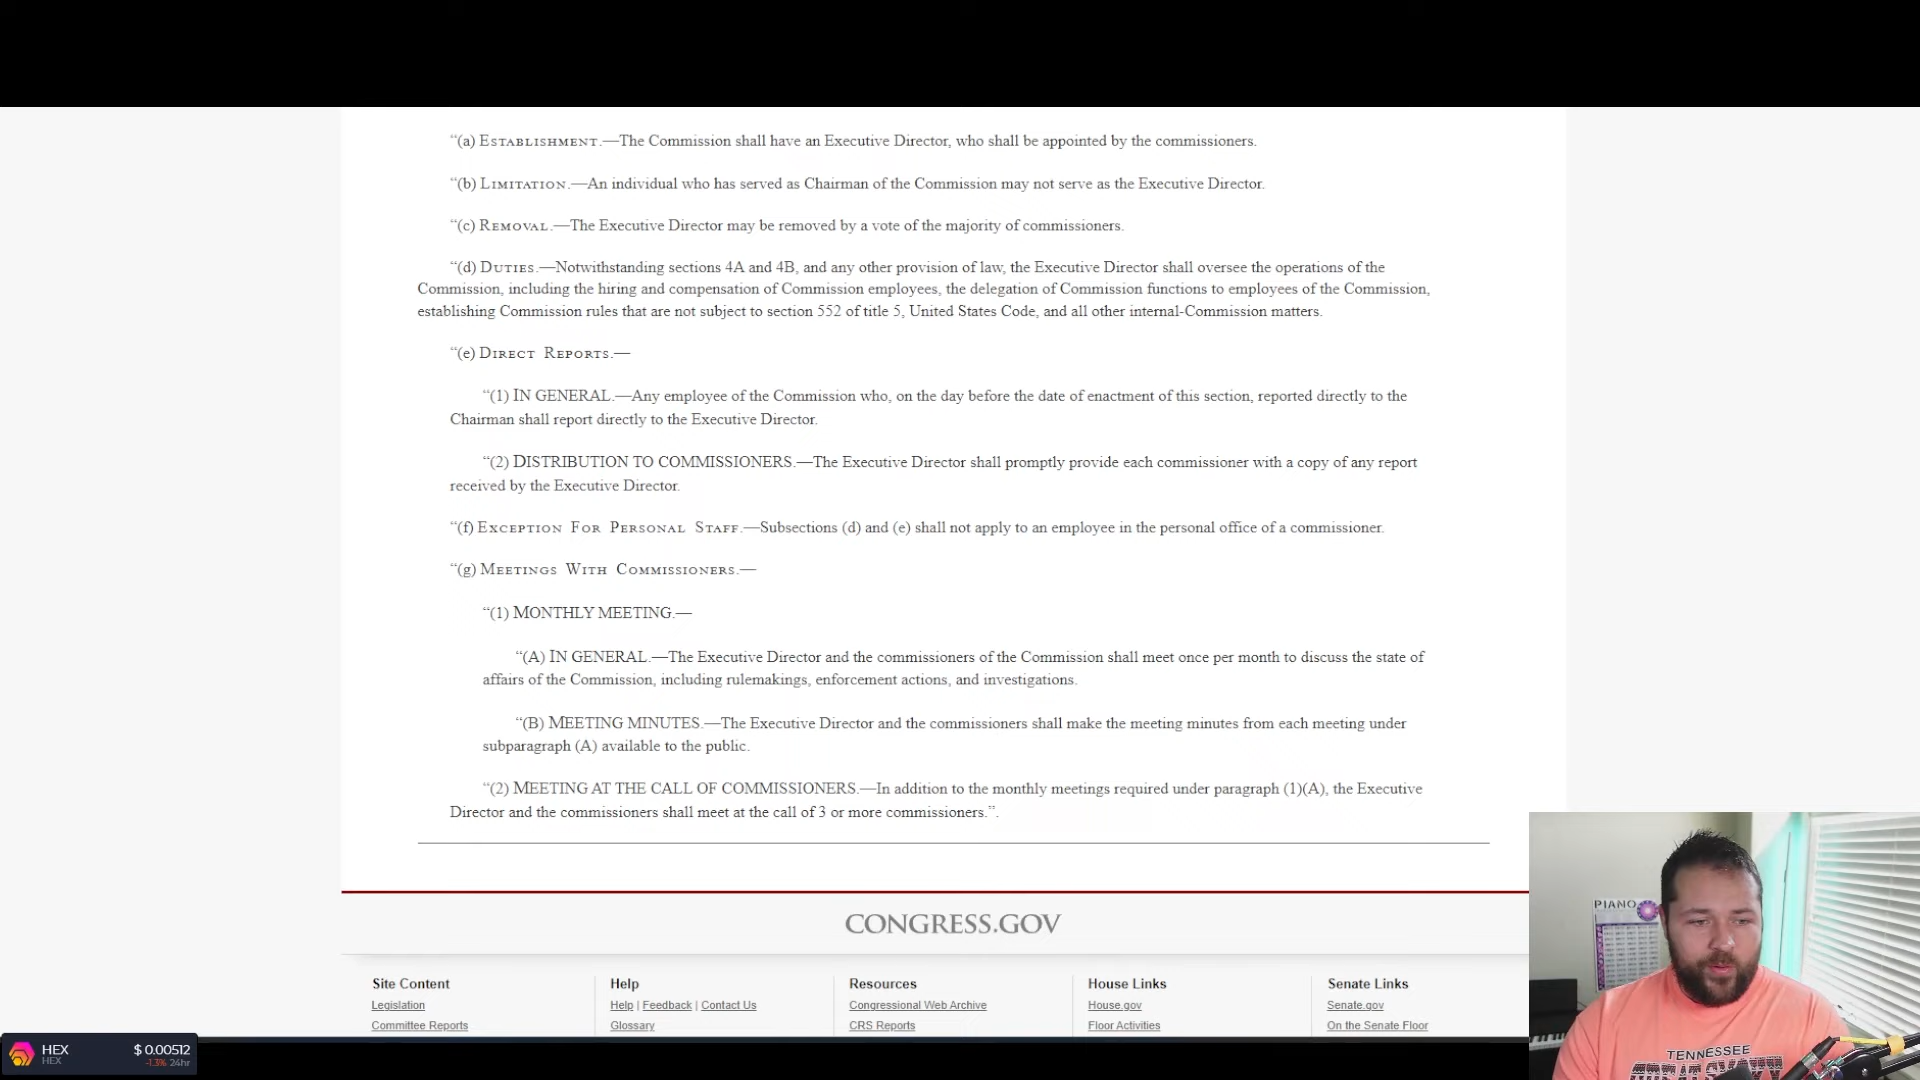 “(a) ESTABLISHMENT.—The Commission shall have an Executive Director, who shall be appointed by the commissioners.
“(b) LIMITATION.—An individual who has served as Chairman of the Commission may not serve as the Executive Director.
“(c) REMOVAL.—The Executive Director may be removed by a vote of the majority of commissioners.
“(d) DUTIES.—Notwithstanding sections 4A and 4B, and any other provision of law, the Executive Director shall oversee the operations of the
Commission, including the hiring and compensation of Commission employees, the delegation of Commission functions to employees of the Commission,
establishing Commission rules that are not subject to section 552 of title 5, United States Code, and all other internal-Commission matters.
“(e) DIRECT REPORTS.—
“(1) IN GENERAL.—Any employee of the Commission who, on the day before the date of enactment of this section, reported directly to the
Chairman shall report directly to the Executive Director.
“(2) DISTRIBUTION TO COMMISSIONERS.—The Executive Director shall promptly provide each commissioner with a copy of any report
received by the Executive Director.
“(f) EXCEPTION FOR PERSONAL STAFF.—Subsections (d) and (e) shall not apply to an employee in the personal office of a commissioner.
“(g) MEETINGS WITH COMMISSIONERS.—
“(1) MONTHLY MEETING.—
“(A) IN GENERAL.—The Executive Director and the commissioners of the Commission shall meet once per month to discuss the state of
affairs of the Commission, including rulemakings, enforcement actions, and investigations.
“(B) MEETING MINUTES.—The Executive Director and the commissioners shall make the meeting minutes from each meeting under
subparagraph (A) available to the public.
“(2) MEETING AT THE CALL OF COMMISSIONERS.—In addition to the monthly meetings required under paragraph (1)(A), the Executive
Director and the commissioners shall meet at the call of 3 or more commissioners.”.
CONGRESS.GOV
Site Content
Legislation
Committee Reports
Help
Help | Feedback | Contact Us
Glossary
Resources
Congressional Web Archive
CRS Reports
House Links
House.gov
Floor Activities
Senate Links
Senate.gov
On the Senate Floor
HEX $ 0.00512
HEX -1.3% 24hr
PIANO
TENNESSEE